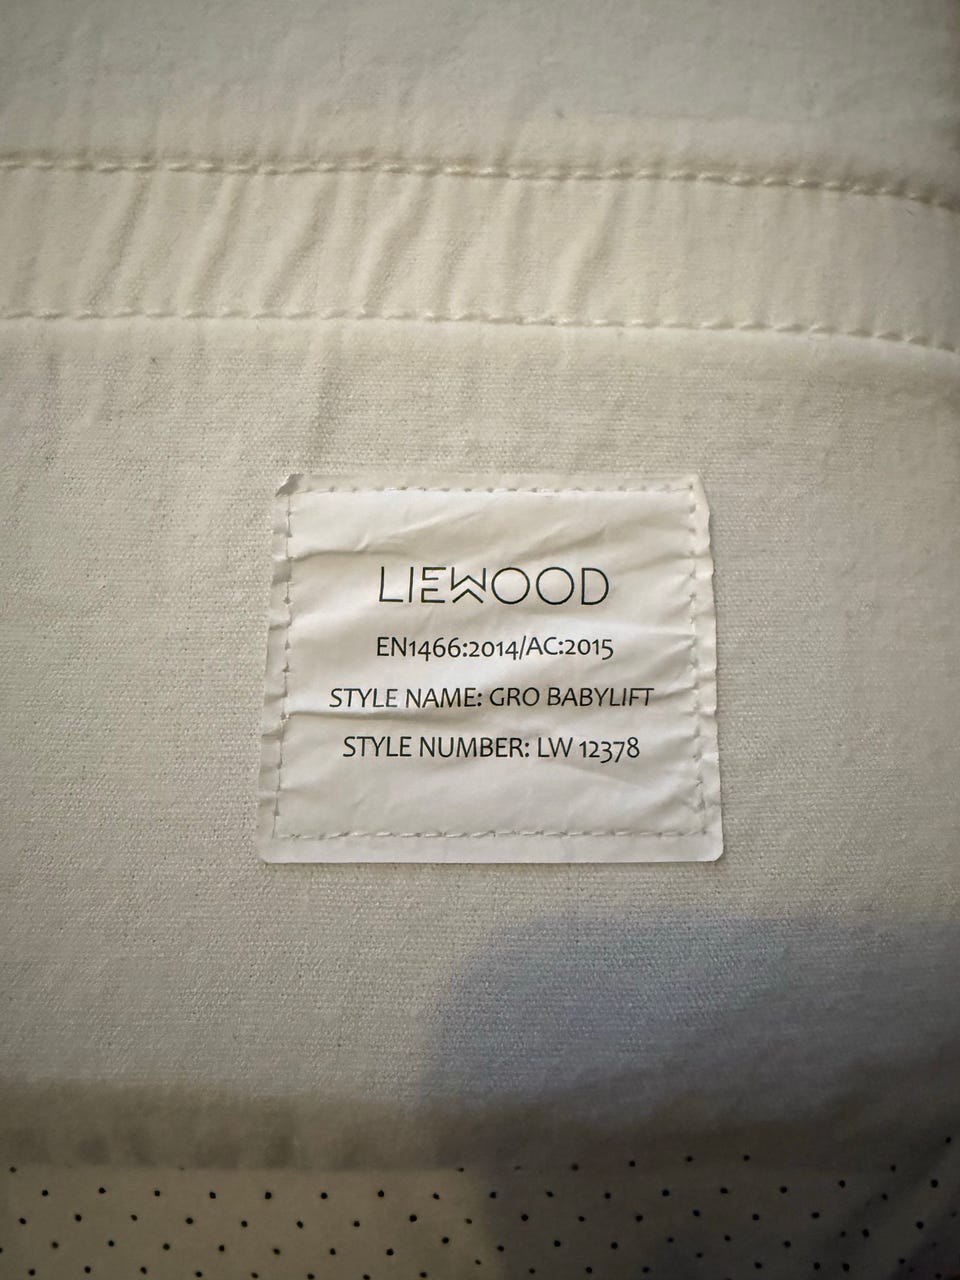 LIEWOOD
EN1466:2014/AC:2015
STYLE NAME: GRO BABYLIFT
STYLE NUMBER: LW 12378